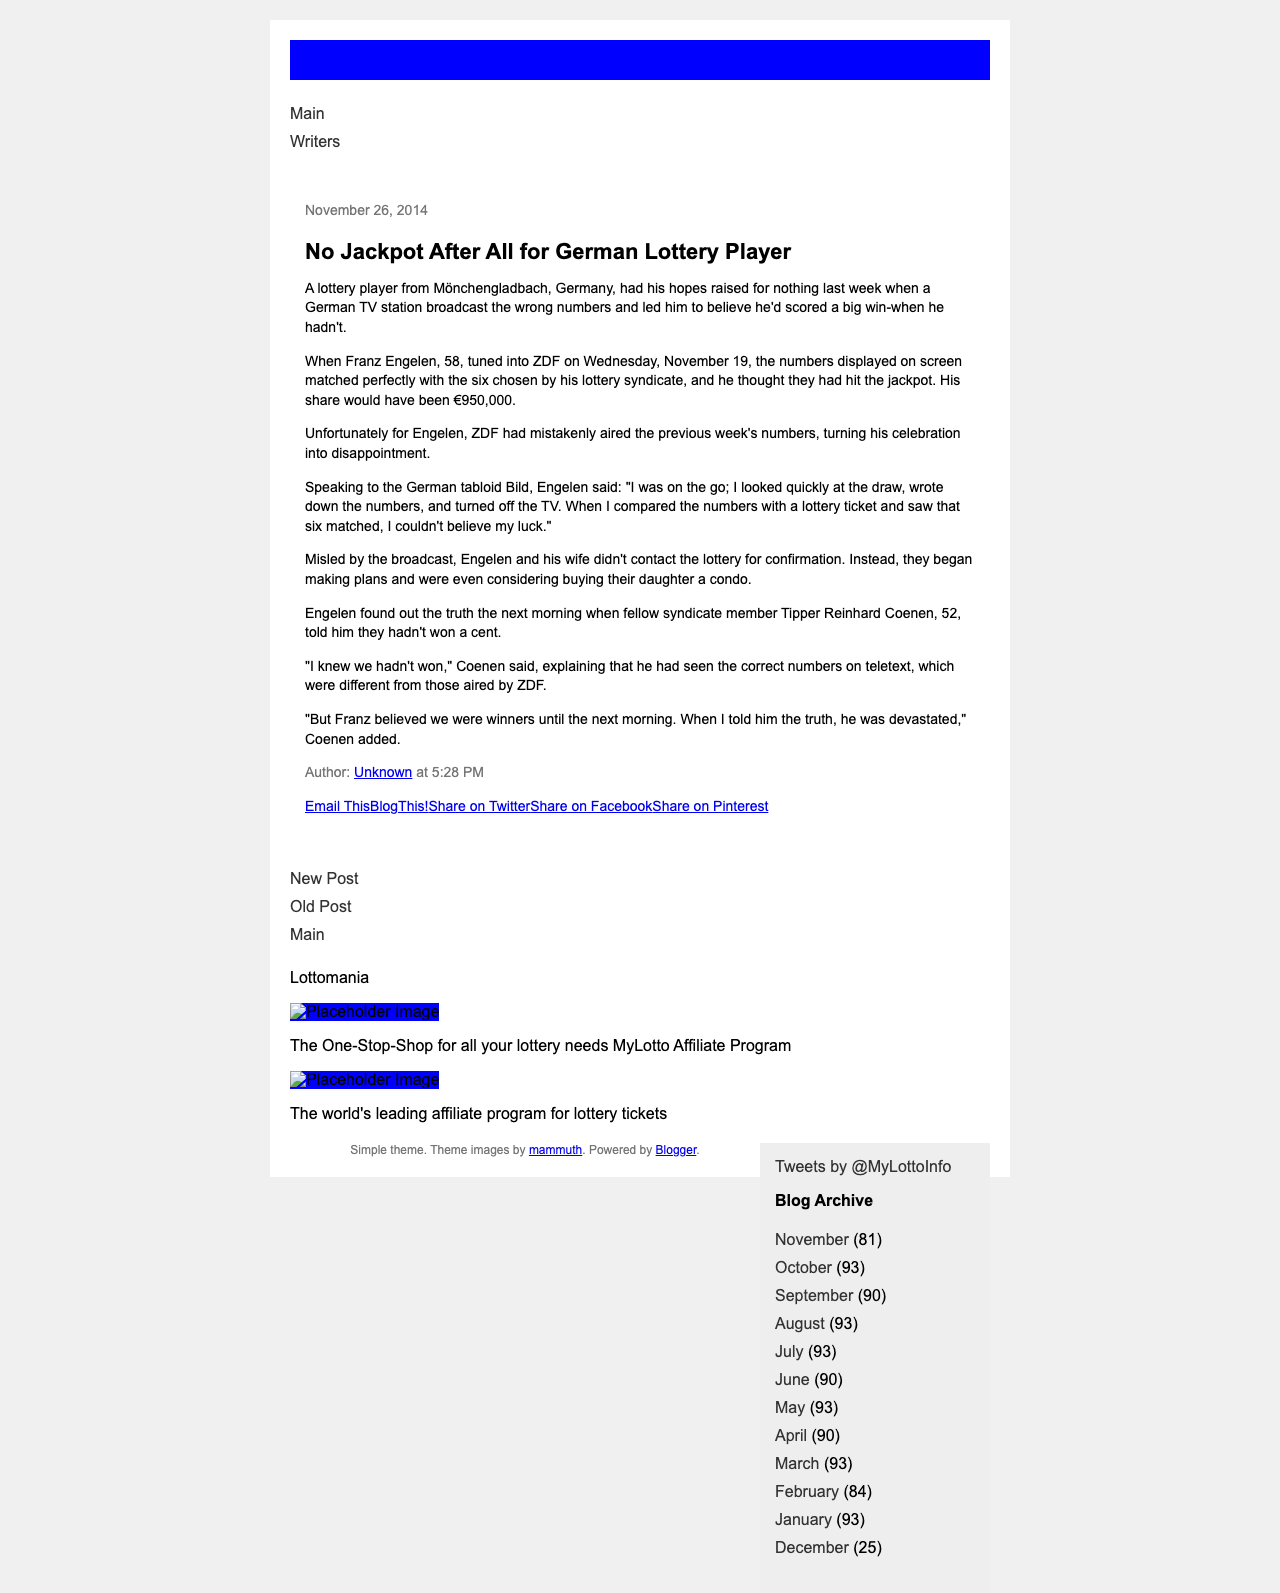 Main
Writers
November 26, 2014
No Jackpot After All for German Lottery Player
A lottery player from Mönchengladbach, Germany, had his hopes raised for nothing last week when a
German TV station broadcast the wrong numbers and led him to believe he'd scored a big win-when he
hadn't.
When Franz Engelen, 58, tuned into ZDF on Wednesday, November 19, the numbers displayed on screen
matched perfectly with the six chosen by his lottery syndicate, and he thought they had hit the jackpot. His
share would have been €950,000.
Unfortunately for Engelen, ZDF had mistakenly aired the previous week's numbers, turning his celebration
into disappointment.
Speaking to the German tabloid Bild, Engelen said: "I was on the go; I looked quickly at the draw, wrote
down the numbers, and turned off the TV. When I compared the numbers with a lottery ticket and saw that
six matched, I couldn't believe my luck."
Misled by the broadcast, Engelen and his wife didn't contact the lottery for confirmation. Instead, they began
making plans and were even considering buying their daughter a condo.
Engelen found out the truth the next morning when fellow syndicate member Tipper Reinhard Coenen, 52,
told him they hadn't won a cent.
"I knew we hadn't won," Coenen said, explaining that he had seen the correct numbers on teletext, which
were different from those aired by ZDF.
"But Franz believed we were winners until the next morning. When I told him the truth, he was devastated,"
Coenen added.
Author: Unknown at 5:28 PM
Email ThisBlogThis!Share on TwitterShare on FacebookShare on Pinterest
New Post
Old Post
Main
Lottomania
Placeholder Image
The One-Stop-Shop for all your lottery needs MyLotto Affiliate Program
Placeholder Image
The world's leading affiliate program for lottery tickets
Simple theme. Theme images by mammuth. Powered by Blogger.
Tweets by @MyLottoInfo
Blog Archive
November (81)
October (93)
September (90)
August (93)
July (93)
June (90)
May (93)
April (90)
March (93)
February (84)
January (93)
December (25)